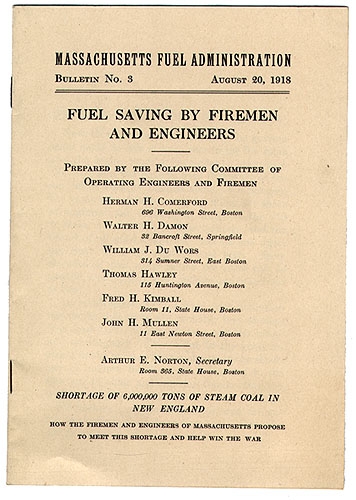 MASSACHUSETTS FUEL ADMINISTRATION
BULLETIN NO. 3 AUGUST 20, 1918
FUEL SAVING BY FIREMEN
AND ENGINEERS
PREPARED BY THE FOLLOWING COMMITTEE OF
OPERATING ENGINEERS AND FIREMEN
HERMAN H. COMERFORD
696 Washington Street, Boston
WALTER H. DAMON
32 Bancroft Street, Springfield
WILLIAM J. DU WORS
314 Sumner Street, East Boston
THOMAS HAWLEY
115 Huntington Avenue, Boston
FRED H. KIMBALL
Room 11, State House, Boston
JOHN H. MULLEN
11 East Newton Street, Boston
ARTHUR E. NORTON, Secretary
Room 365, State House, Boston
SHORTAGE OF 6,000,000 TONS OF STEAM COAL IN
NEW ENGLAND
HOW THE FIREMEN AND ENGINEERS OF MASSACHUSETTS PROPOSE
TO MEET THIS SHORTAGE AND HELP WIN THE WAR